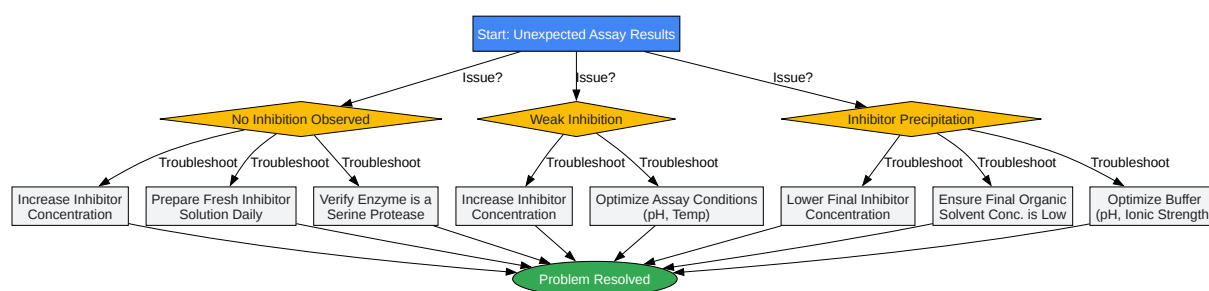 Start: Unexpected Assay Results
Issue?
Issue?
Issue?
No Inhibition Observed
Weak Inhibition
Inhibitor Precipitation
Troubleshoot
Troubleshoot
Troubleshoot
Troubleshoot
Troubleshoot
Troubleshoot
Troubleshoot
Troubleshoot
Increase Inhibitor
Concentration
Prepare Fresh Inhibitor
Solution Daily
Verify Enzyme is a
Serine Protease
Increase Inhibitor
Concentration
Optimize Assay Conditions
(pH, Temp)
Lower Final Inhibitor
Concentration
Ensure Final Organic
Solvent Conc. is Low
Optimize Buffer
(pH, Ionic Strength
Problem Resolved